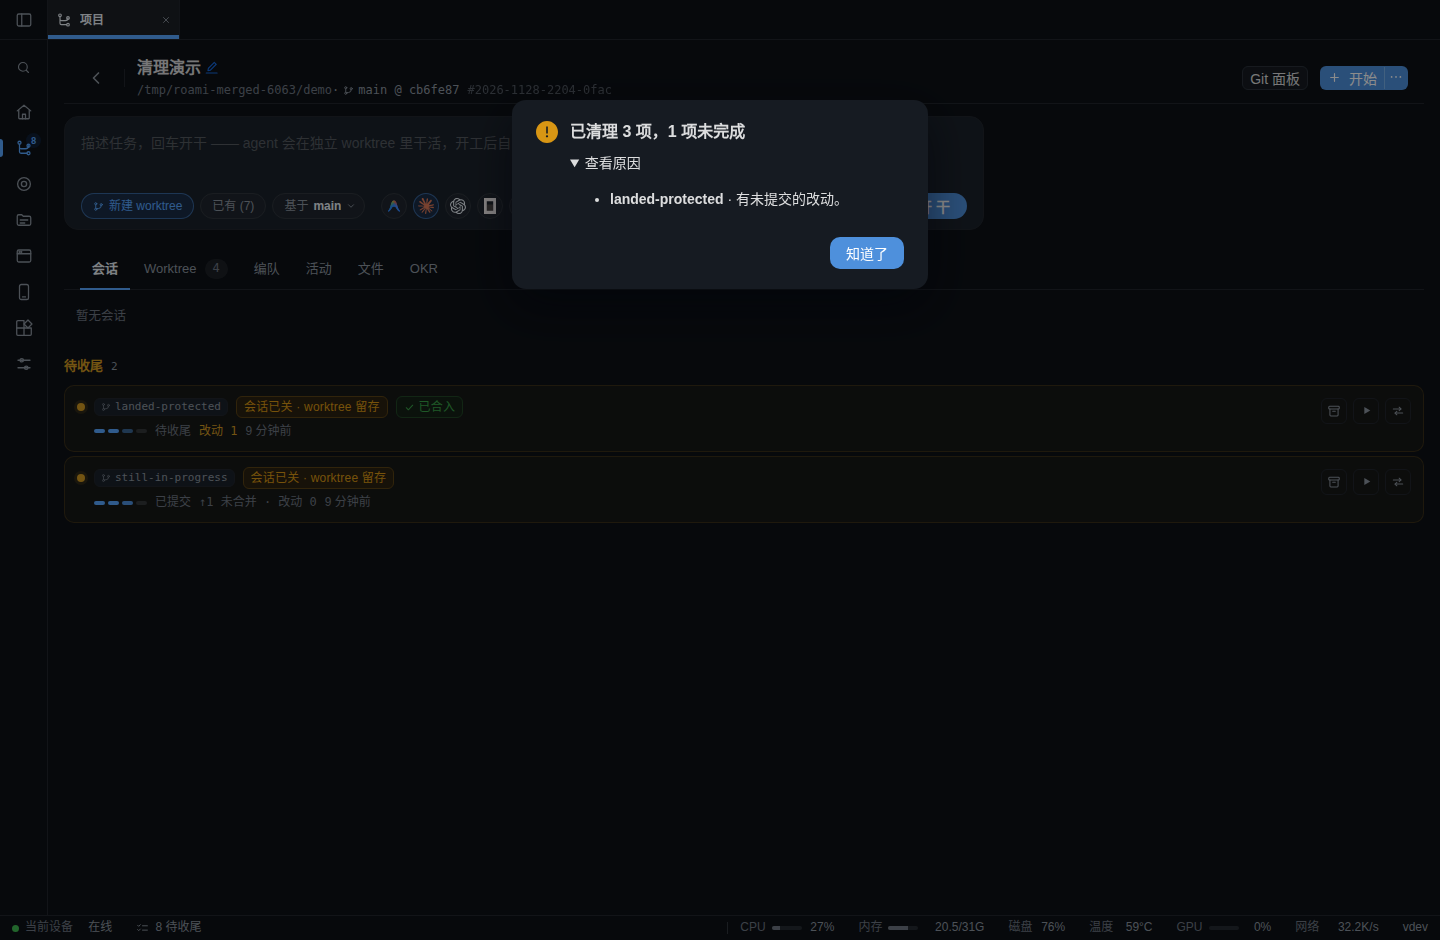 项目
清理演示
/tmp/roami-merged-6063/demo· main @ cb6fe87 #2026-1128-2204-0fac
Git 面板
开始
描述任务，回车开干 —— agent 会在独立 worktree 里干活，开工后自
新建 worktree
已有 (7)
基于 main
干
已清理 3 项，1 项未完成
查看原因
landed-protected · 有未提交的改动。
知道了
8
会话
Worktree 4
编队
活动
文件
OKR
暂无会话
待收尾 2
landed-protected 会话已关 · worktree 留存 已合入
待收尾 改动 1 9 分钟前
still-in-progress 会话已关 · worktree 留存
已提交 ↑1 未合并 · 改动 0 9 分钟前
当前设备 在线 8 待收尾
CPU 27% 内存 20.5/31G 磁盘 76% 温度 59°C GPU 0% 网络 32.2K/s vdev